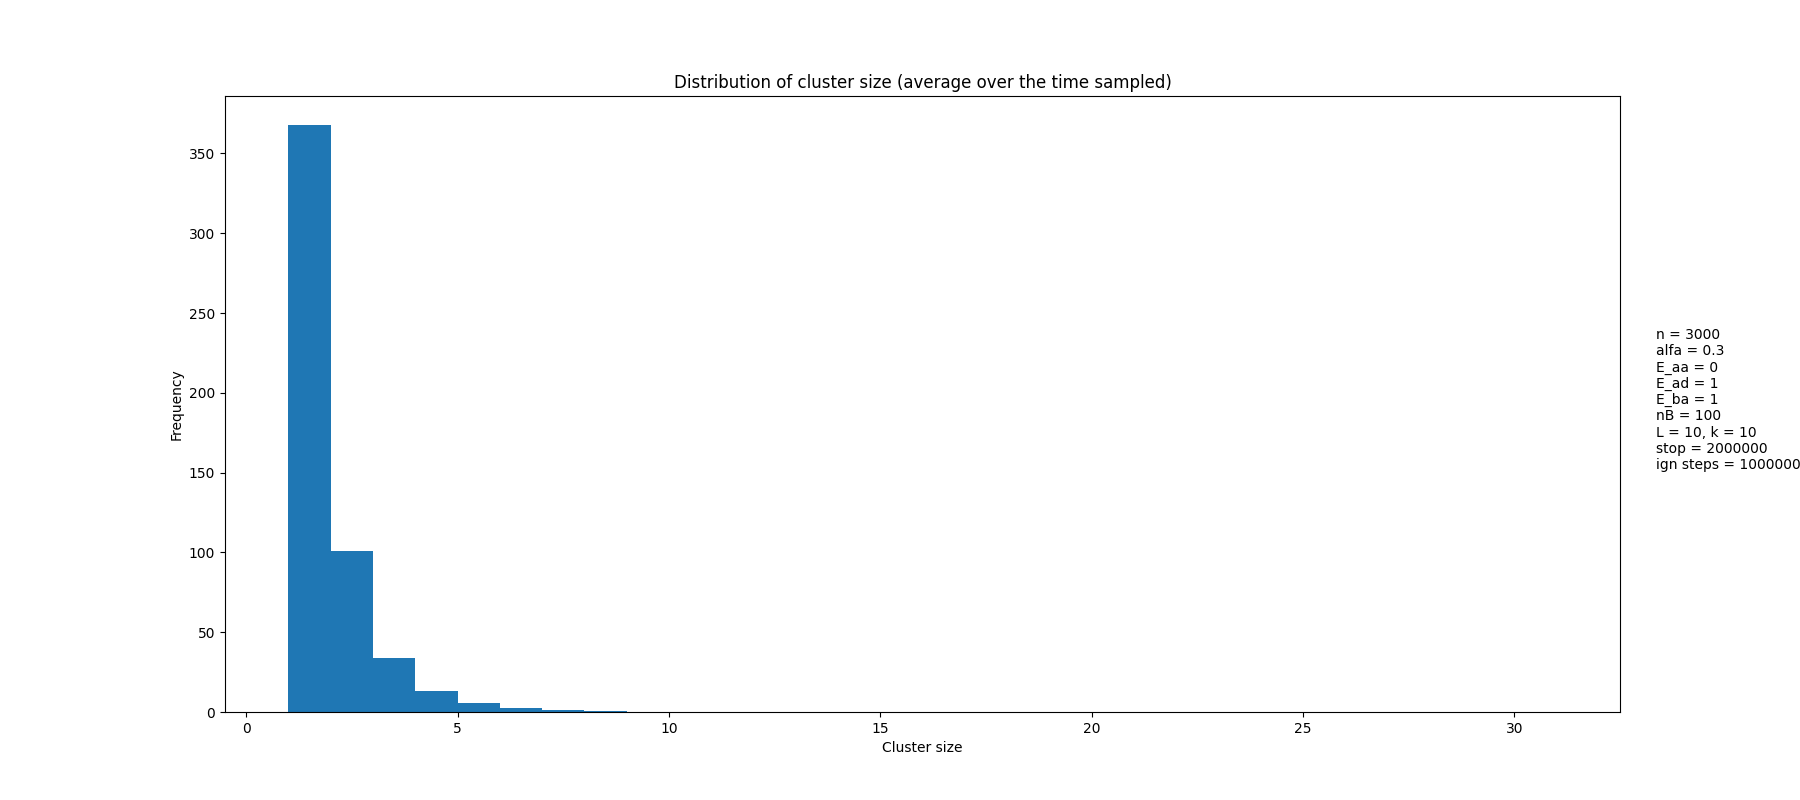 Distribution of cluster size (average over the time sampled)
350
300
250
200
150
100
50
0
Frequency
0 5 10 15 20 25 30
Cluster size
n = 3000
alfa = 0.3
E_aa = 0
E_ad = 1
E_ba = 1
nB = 100
L = 10, k = 10
stop = 2000000
ign steps = 1000000